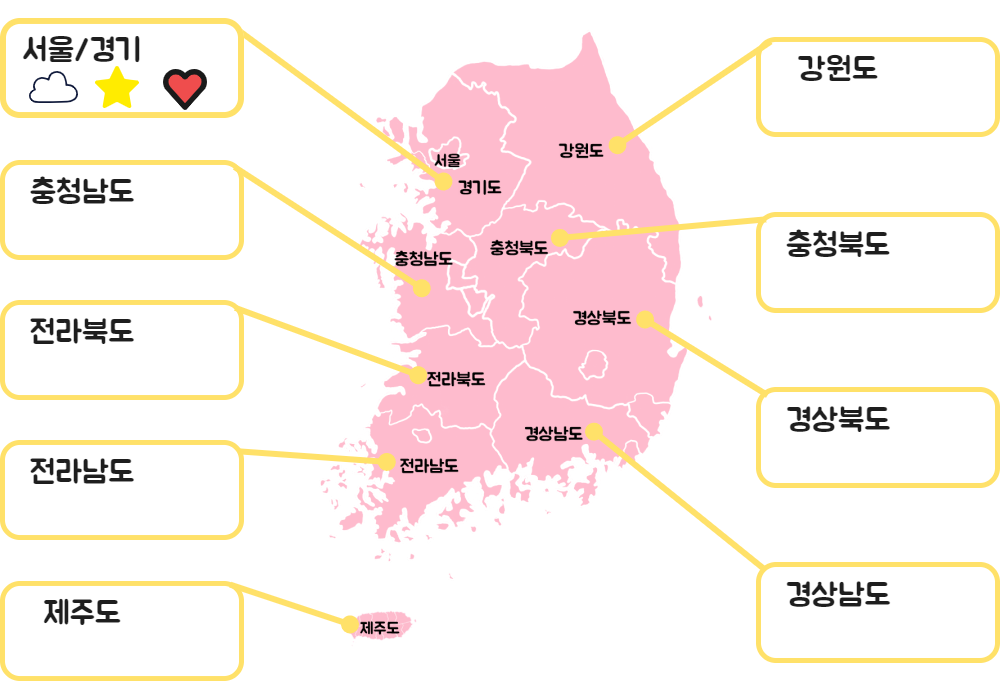 서울/경기
강원도
충청남도
충청북도
전라북도
경상북도
전라남도
경상남도
제주도
서울
강원도
경기도
충청북도
충청남도
경상북도
전라북도
경상남도
전라남도
제주도